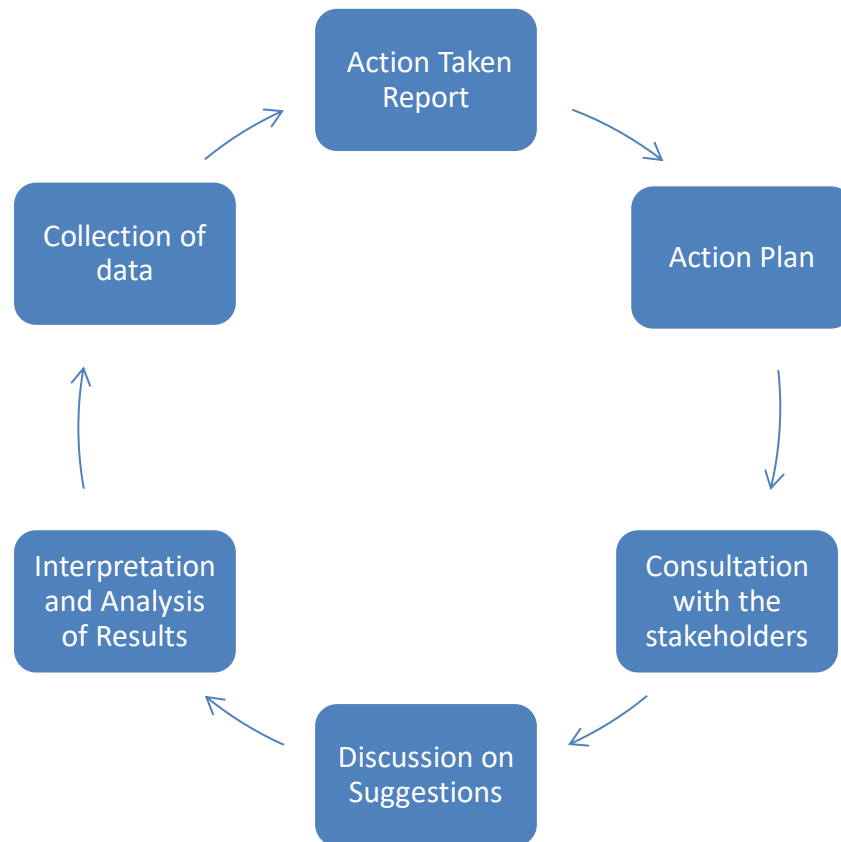 Action Taken
Report
Action Plan
Consultation
with the
stakeholders
Discussion on
Suggestions
Interpretation
and Analysis
of Results
Collection of
data